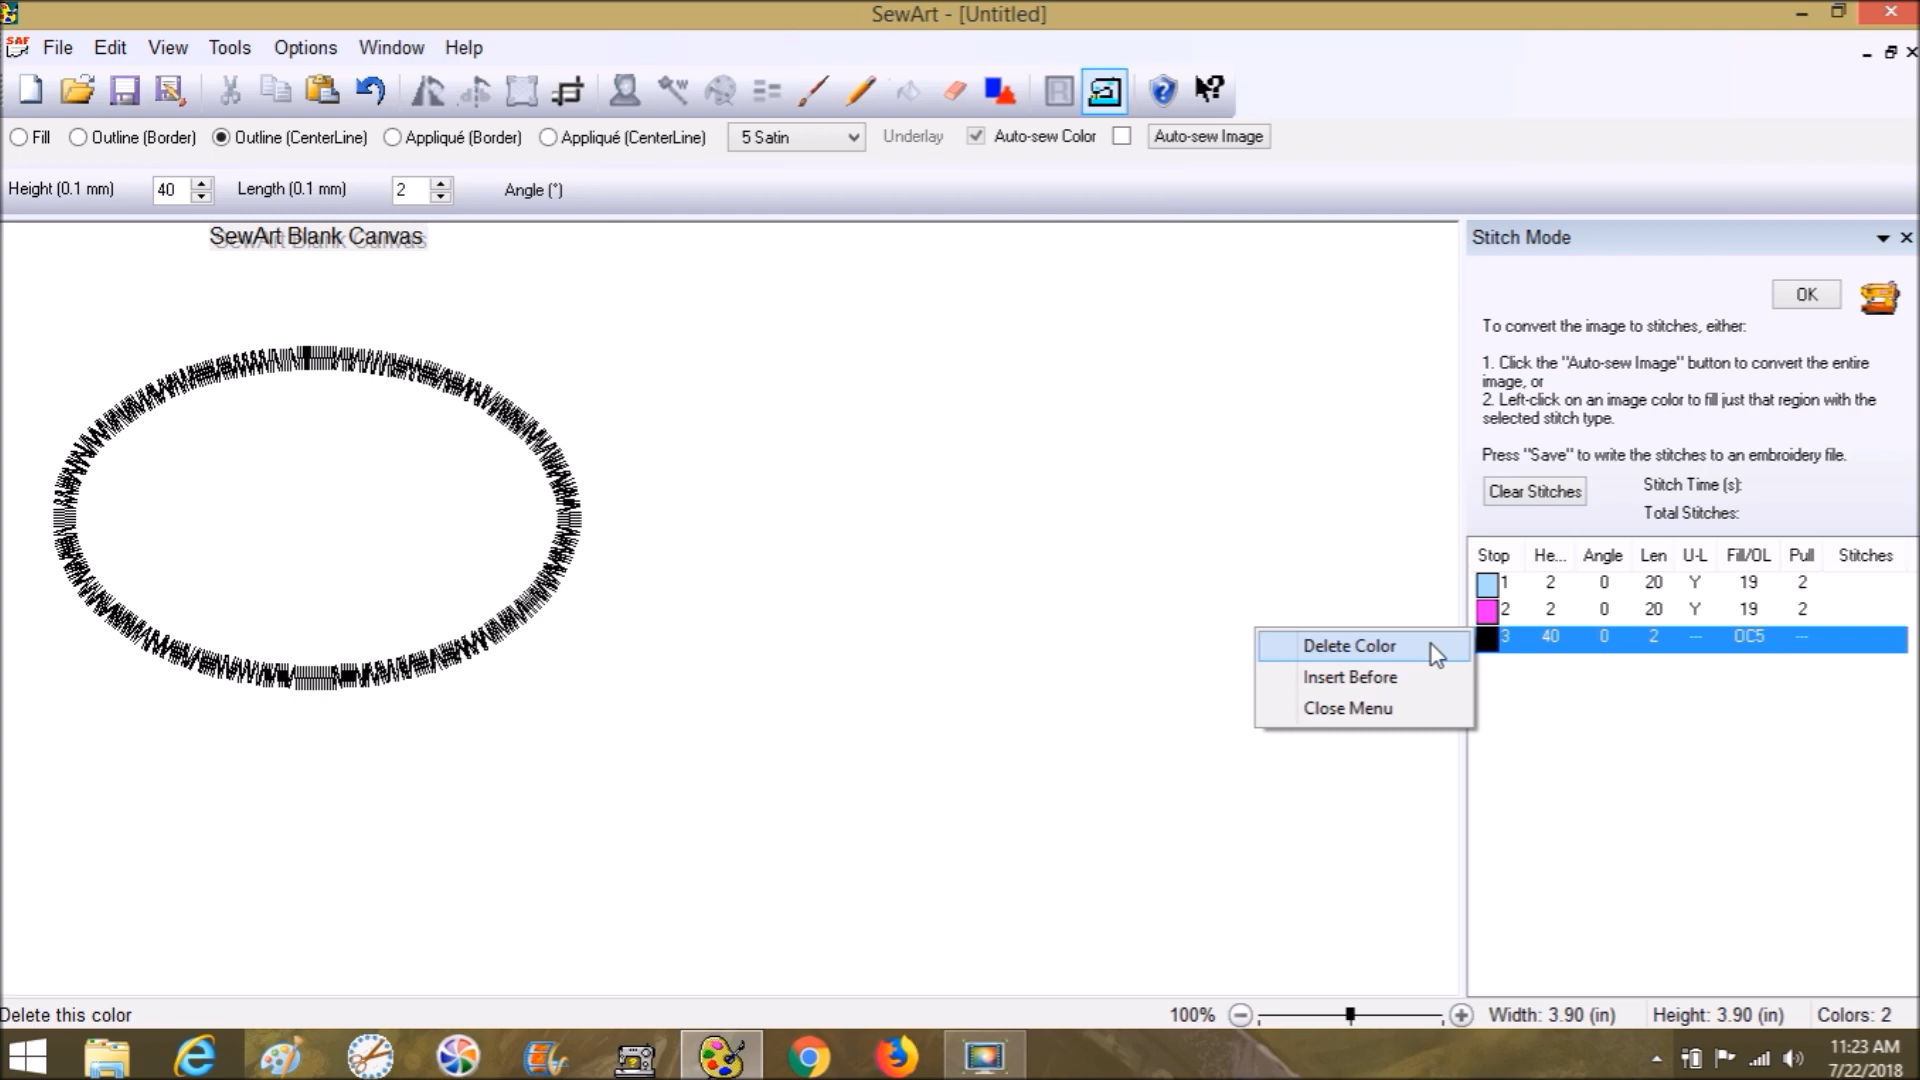 SewArt - [Untitled]
SAF File Edit View Tools Options Window Help
R
Fill Outline (Border) Outline (CenterLine) Appliqué (Border) Appliqué (CenterLine) 5 Satin Underlay Auto-sew Color Auto-sew Image
Height (0.1 mm) 40 Length (0.1 mm) 2 Angle (°)
SewArt Blank Canvas
Stitch Mode
OK
To convert the image to stitches, either:
1. Click the "Auto-sew Image" button to convert the entire
image, or
2. Left-click on an image color to fill just that region with the
selected stitch type.
Press "Save" to write the stitches to an embroidery file.
Clear Stitches Stitch Time (s):
Total Stitches:
Stop He... Angle Len U-L Fill/OL Pull Stitches
1 2 0 20 Y 19 2
2 2 0 20 Y 19 2
3 40 0 2 --- OC5 ---
Delete Color
Insert Before
Close Menu
Delete this color 100% Width: 3.90 (in) Height: 3.90 (in) Colors: 2
11:23 AM
7/22/2018